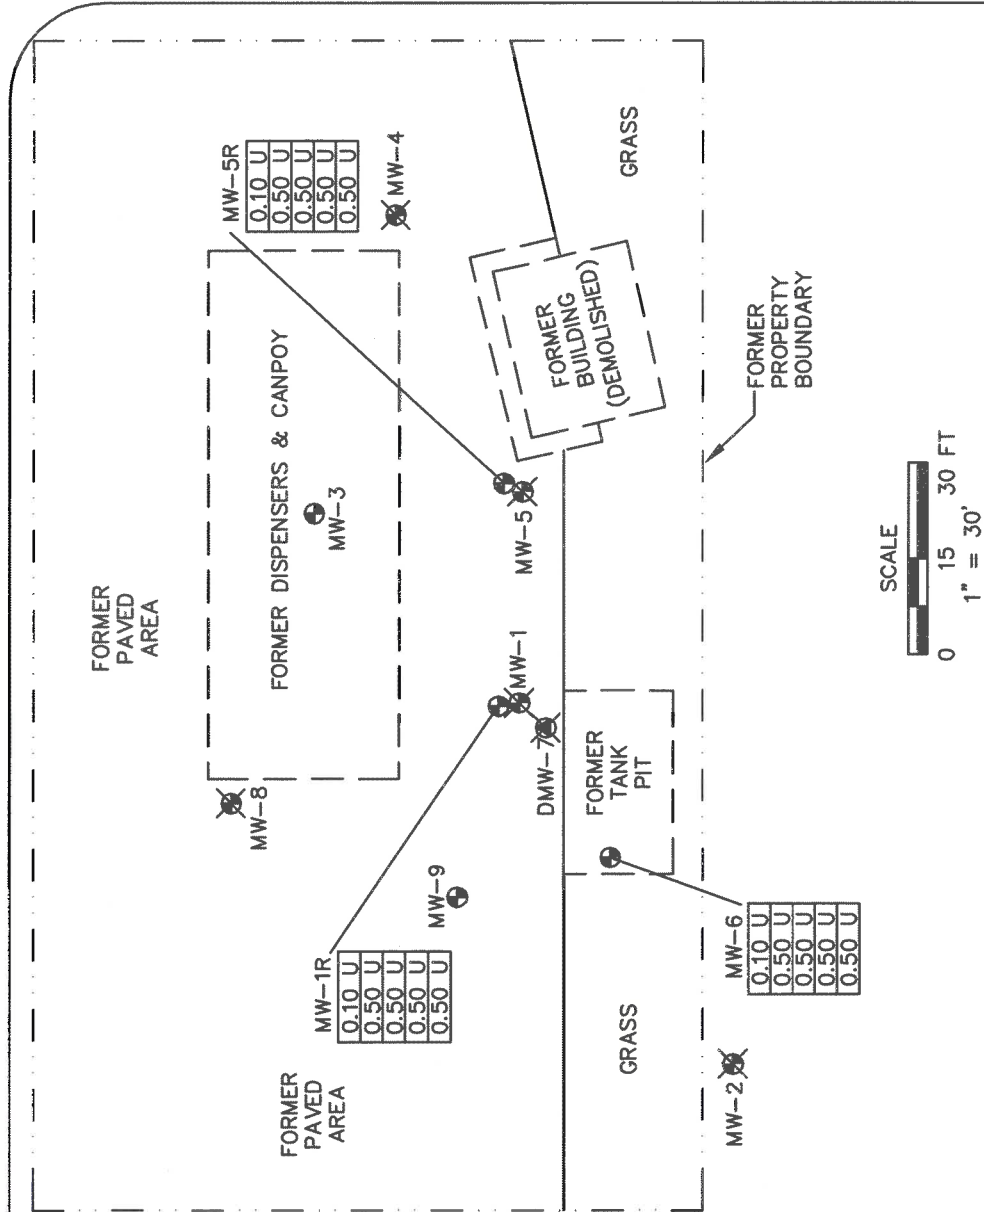 FORMER
PAVED
AREA
MW-5R
0.10 U
0.50 U
0.50 U
0.50 U
0.50 U
MW-4
FORMER DISPENSERS & CANPOY
MW-3
MW-8
MW-1R
0.10 U
0.50 U
0.50 U
0.50 U
0.50 U
FORMER
PAVED
AREA
MW-9
MW-1
DMW-7
MW-5
FORMER
BUILDING
(DEMOLISHED)
GRASS
FORMER
TANK
PIT
GRASS
MW-6
0.10 U
0.50 U
0.50 U
0.50 U
0.50 U
MW-2
FORMER
PROPERTY
BOUNDARY
SCALE
0 15 30 FT
1" = 30'